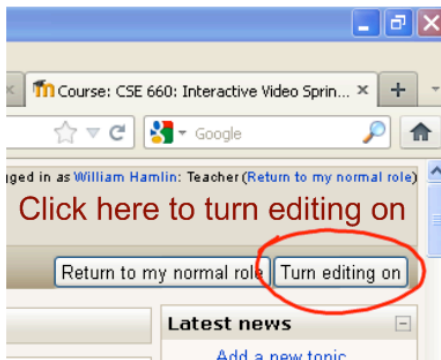 Course: CSE 660: Interactive Video Sprin...
Google
ged in as William Hamlin: Teacher (Return to my normal role)
Click here to turn editing on
Return to my normal role Turn editing on
Latest news
Add a new topic